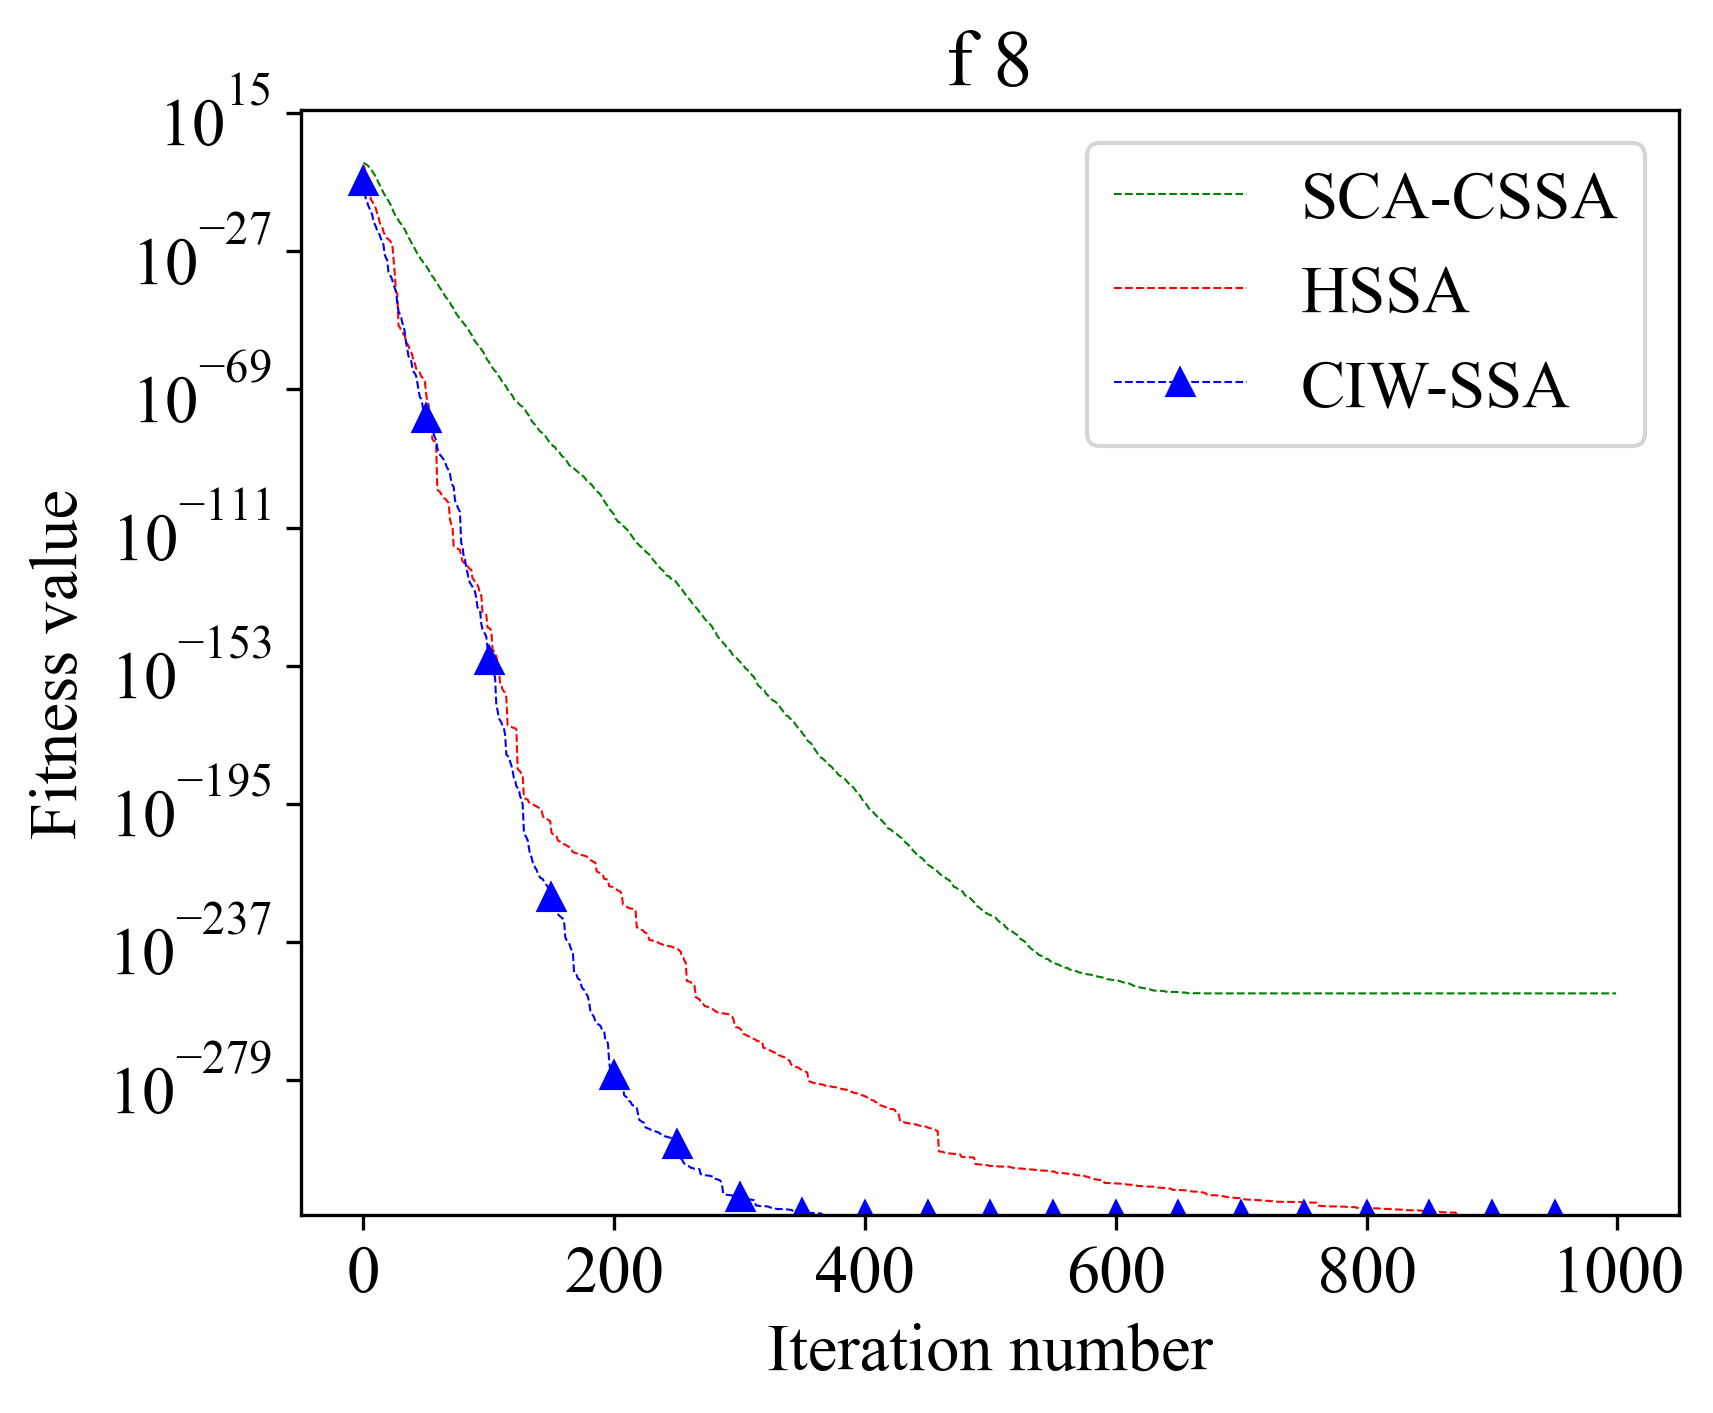 f 8
10^15
10^−27
10^−69
10^−111
10^−153
10^−195
10^−237
10^−279
Fitness value
SCA-CSSA
HSSA
CIW-SSA
0 200 400 600 800 1000
Iteration number